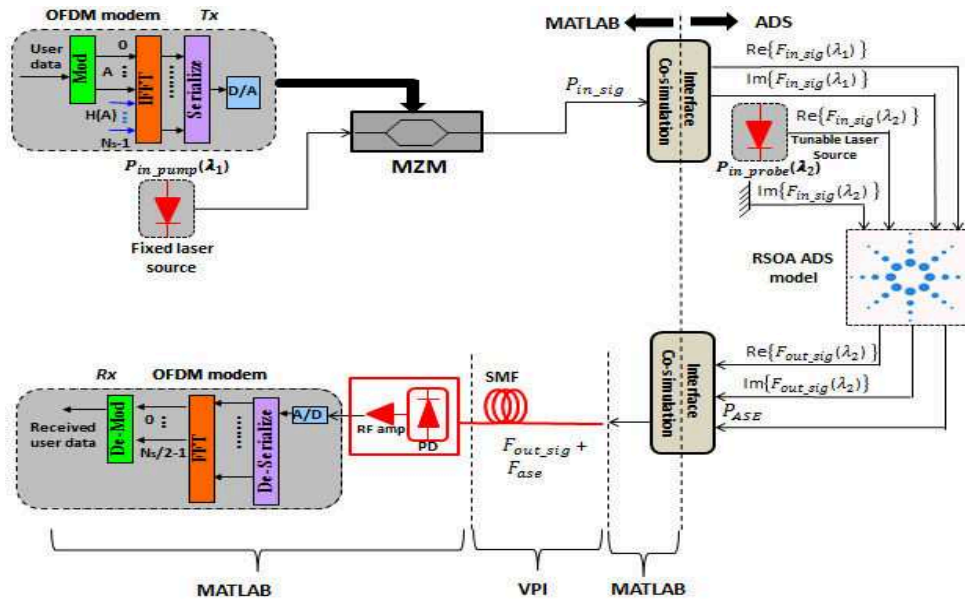 OFDM modem Tx
User data
Mod
0
A
H(A)
Ns-1
IFFT
Serialize
D/A
MZM
P_in_pump(λ1)
Fixed laser source
P_in_sig
MATLAB
ADS
Interface
Co-simulation
Re{F_in_sig(λ1)}
Im{F_in_sig(λ1)}
Re{F_in_sig(λ2)}
Tunable Laser Source
P_in_probe(λ2)
Im{F_in_sig(λ2)}
RSOA ADS model
Re{F_out_sig(λ2)}
Im{F_out_sig(λ2)}
P_ASE
Interface
Co-simulation
SMF
F_out_sig +
F_ase
Rx OFDM modem
Received user data
De-Mod
0
Ns/2-1
FFT
De-Serialize
A/D
RF amp
PD
MATLAB
VPI
MATLAB